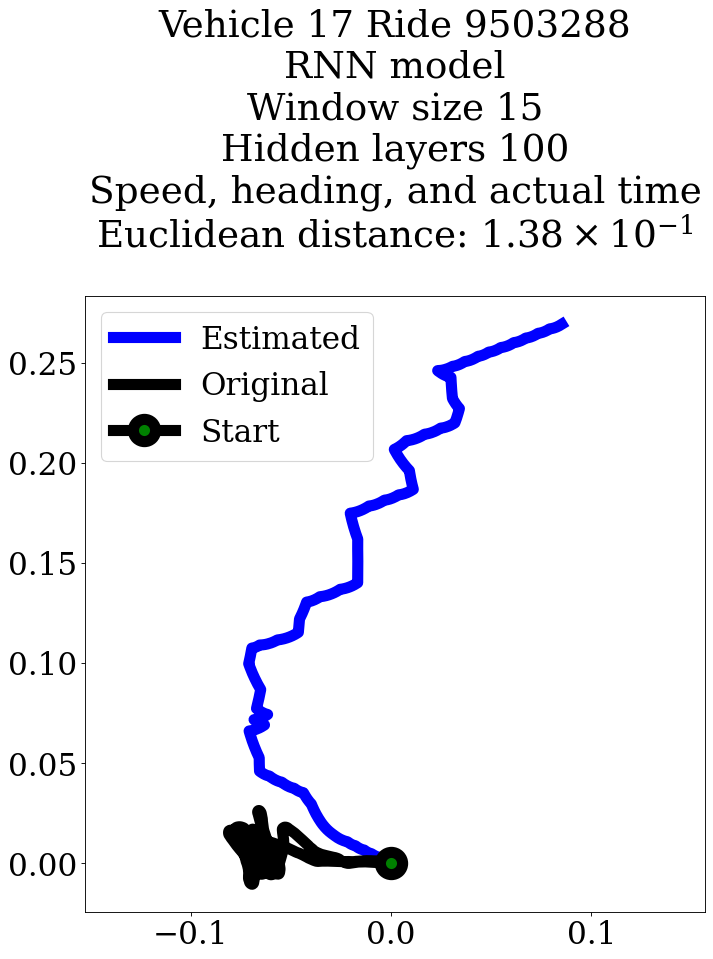 Vehicle 17 Ride 9503288
RNN model
Window size 15
Hidden layers 100
Speed, heading, and actual time
Euclidean distance: 1.38 × 10⁻¹
Estimated
Original
Start
0.25
0.20
0.15
0.10
0.05
0.00
−0.1
0.0
0.1